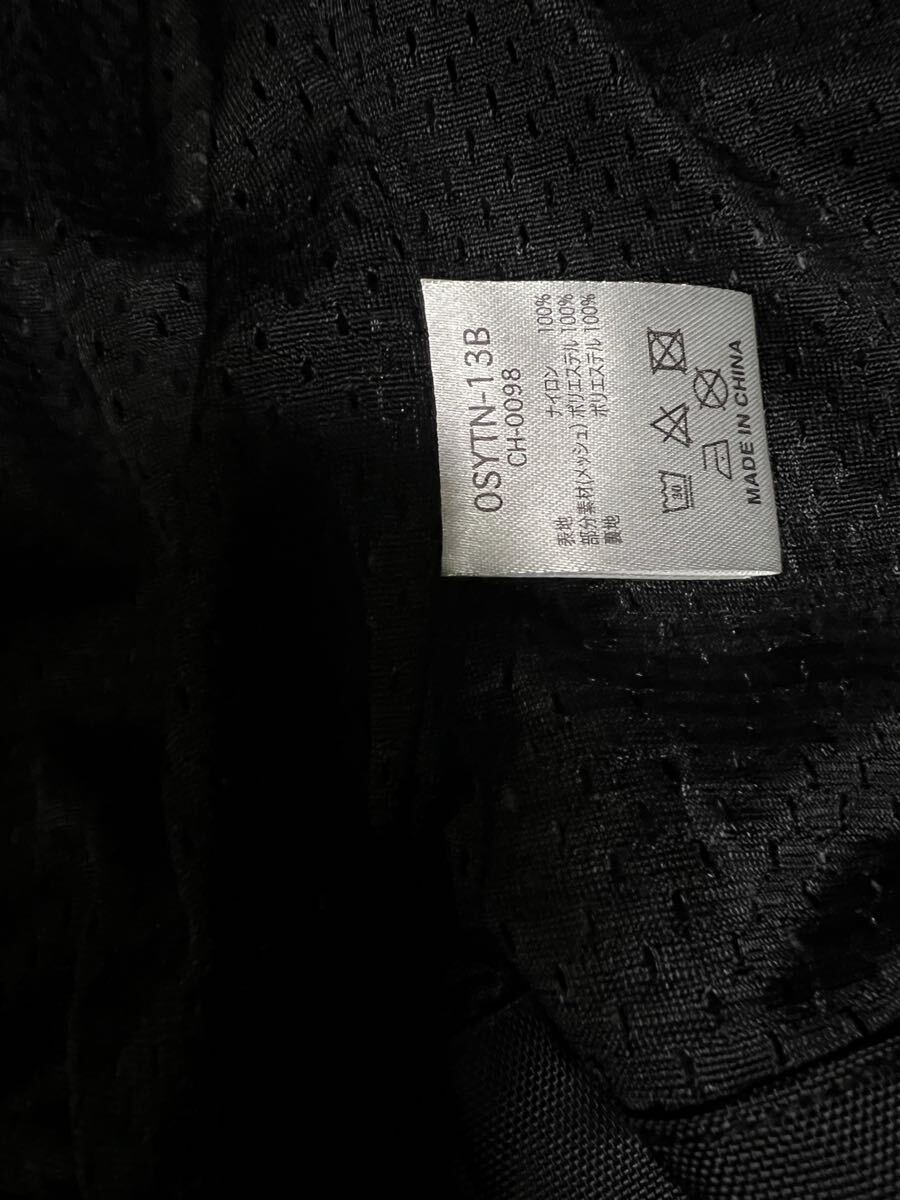 OSYTN-13B
CH-0098
表地 ナイロン 100%
部分素材(メッシュ) ポリエステル 100%
裏地 ポリエステル 100%
30
MADE IN CHINA